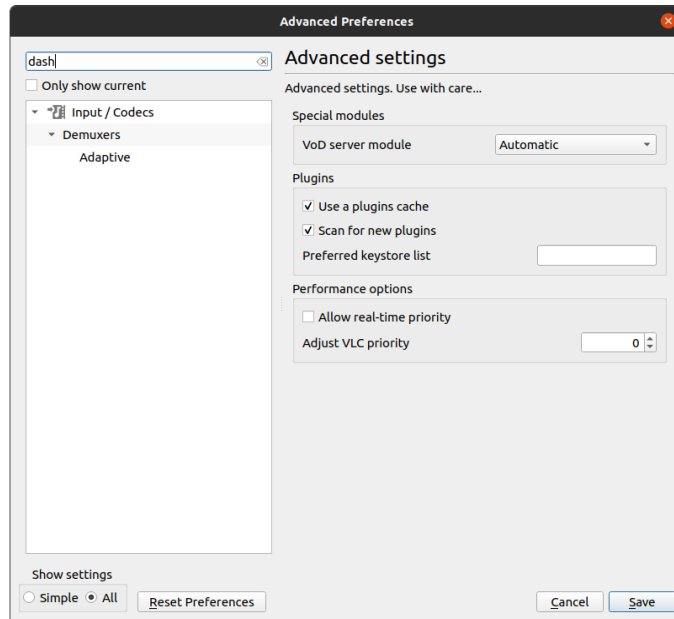 Advanced Preferences
dash
Only show current
Input / Codecs
Demuxers
Adaptive
Show settings
Simple
All
Reset Preferences
Advanced settings
Advanced settings. Use with care...
Special modules
VoD server module
Automatic
Plugins
Use a plugins cache
Scan for new plugins
Preferred keystore list
Performance options
Allow real-time priority
Adjust VLC priority
0
Cancel
Save